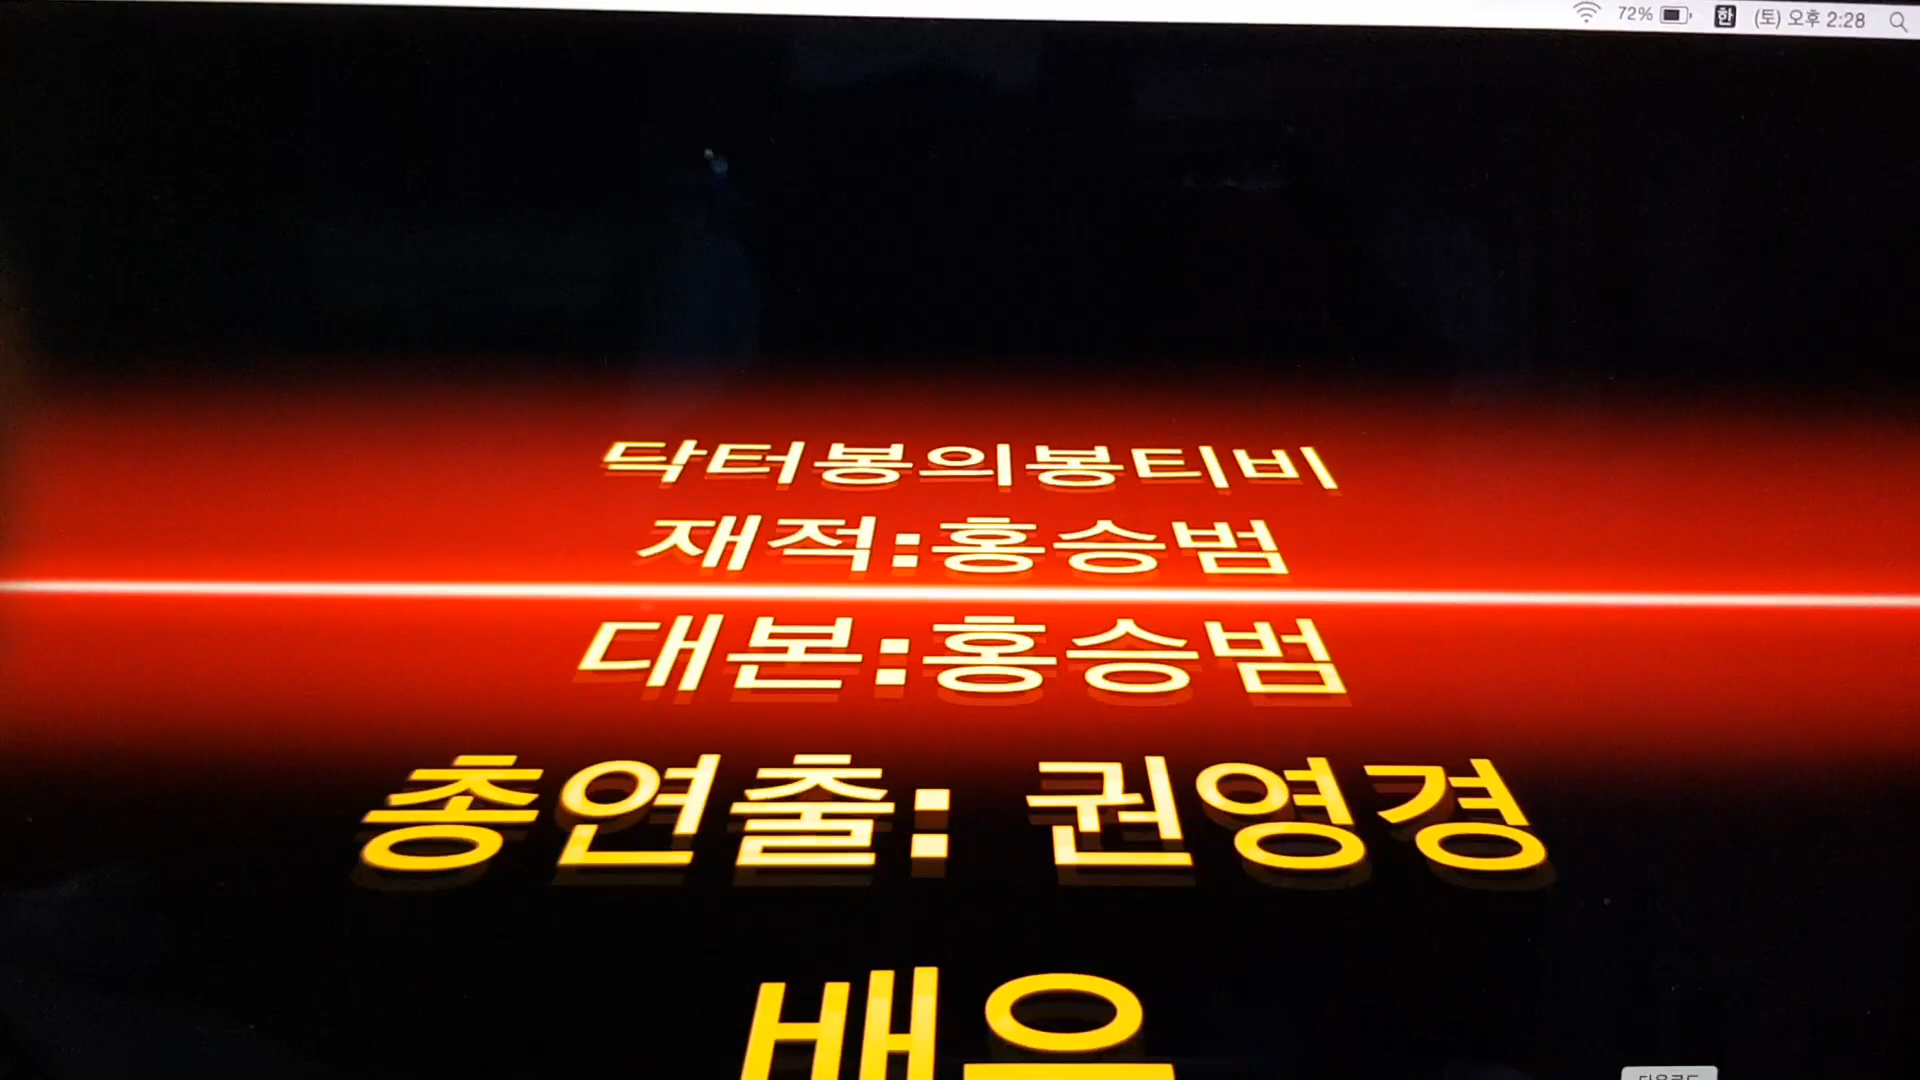 72% 한 (토) 오후 2:28
닥터봉의봉티비
재적:홍승범
대본:홍승범
총연출: 권영경
배우